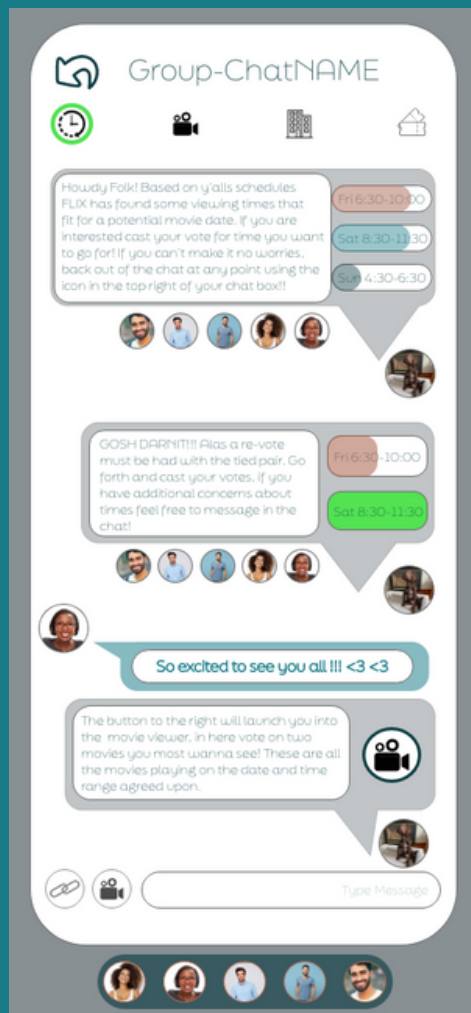 Group-ChatNAME
Howdy Folk! Based on y'alls schedules
FLIX has found some viewing times that
fit for a potential movie date. If you are
interested cast your vote for time you want
to go for! If you can't make it no worries,
back out of the chat at any point using the
icon in the top right of your chat box!!
Fri 6:30-10:00
Sat 8:30-11:30
Sun 4:30-6:30
GOSH DARNIT!!! Alas a re-vote
must be had with the tied pair. Go
forth and cast your votes, if you
have additional concerns about
times feel free to message in the
chat!
Fri 6:30-10:00
Sat 8:30-11:30
So excited to see you all !!! <3 <3
The button to the right will launch you into
the movie viewer, in here vote on two
movies you most wanna see! These are all
the movies playing on the date and time
range agreed upon.
Type Message